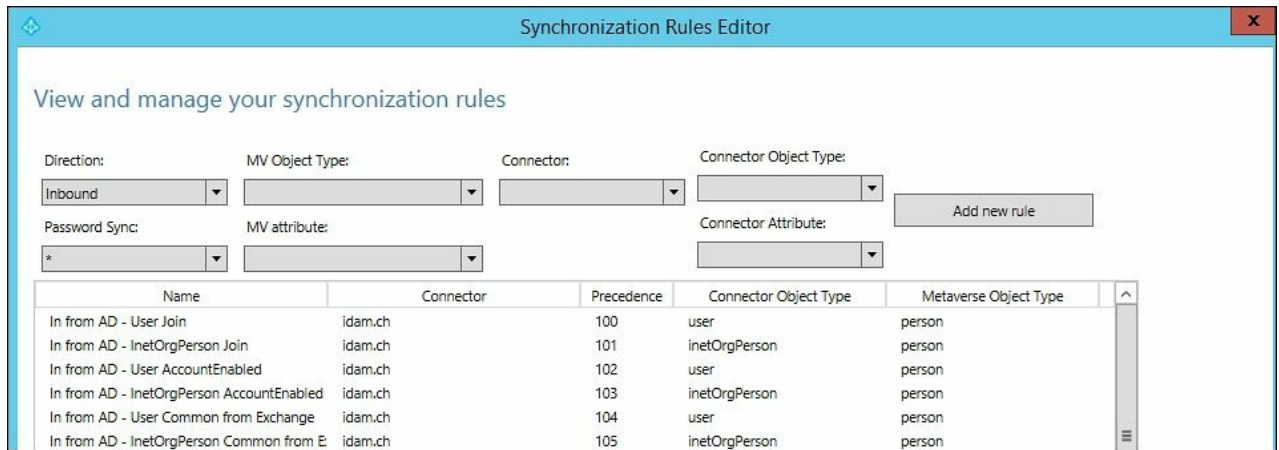 Synchronization Rules Editor
x
View and manage your synchronization rules
Direction: MV Object Type: Connector: Connector Object Type:
Inbound
Add new rule
Password Sync: MV attribute: Connector Attribute:
*
Name Connector Precedence Connector Object Type Metaverse Object Type
In from AD - User Join idam.ch 100 user person
In from AD - InetOrgPerson Join idam.ch 101 inetOrgPerson person
In from AD - User AccountEnabled idam.ch 102 user person
In from AD - InetOrgPerson AccountEnabled idam.ch 103 inetOrgPerson person
In from AD - User Common from Exchange idam.ch 104 user person
In from AD - InetOrgPerson Common from E idam.ch 105 inetOrgPerson person